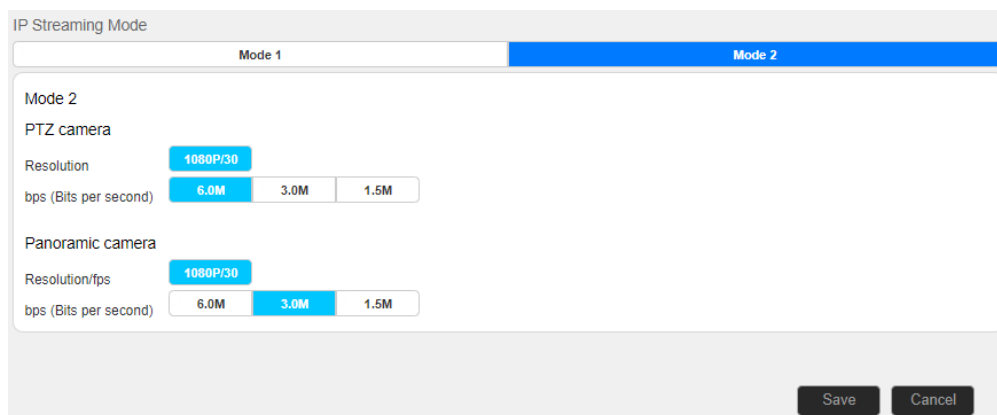 IP Streaming Mode
Mode 1 Mode 2
Mode 2
PTZ camera
Resolution 1080P/30
bps (Bits per second) 6.0M 3.0M 1.5M
Panoramic camera
Resolution/fps 1080P/30
bps (Bits per second) 6.0M 3.0M 1.5M
Save Cancel